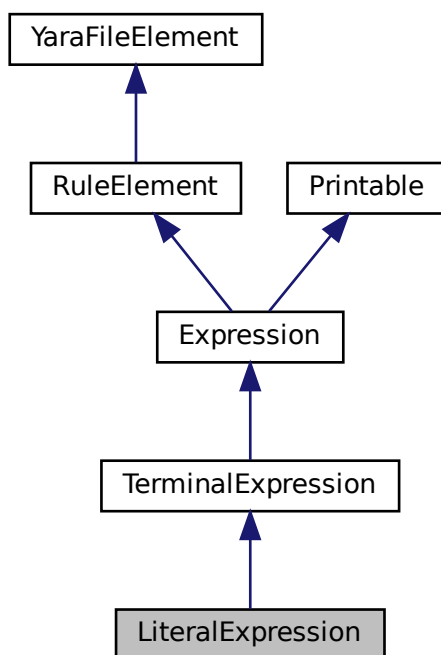 YaraFileElement
RuleElement
Printable
Expression
TerminalExpression
LiteralExpression